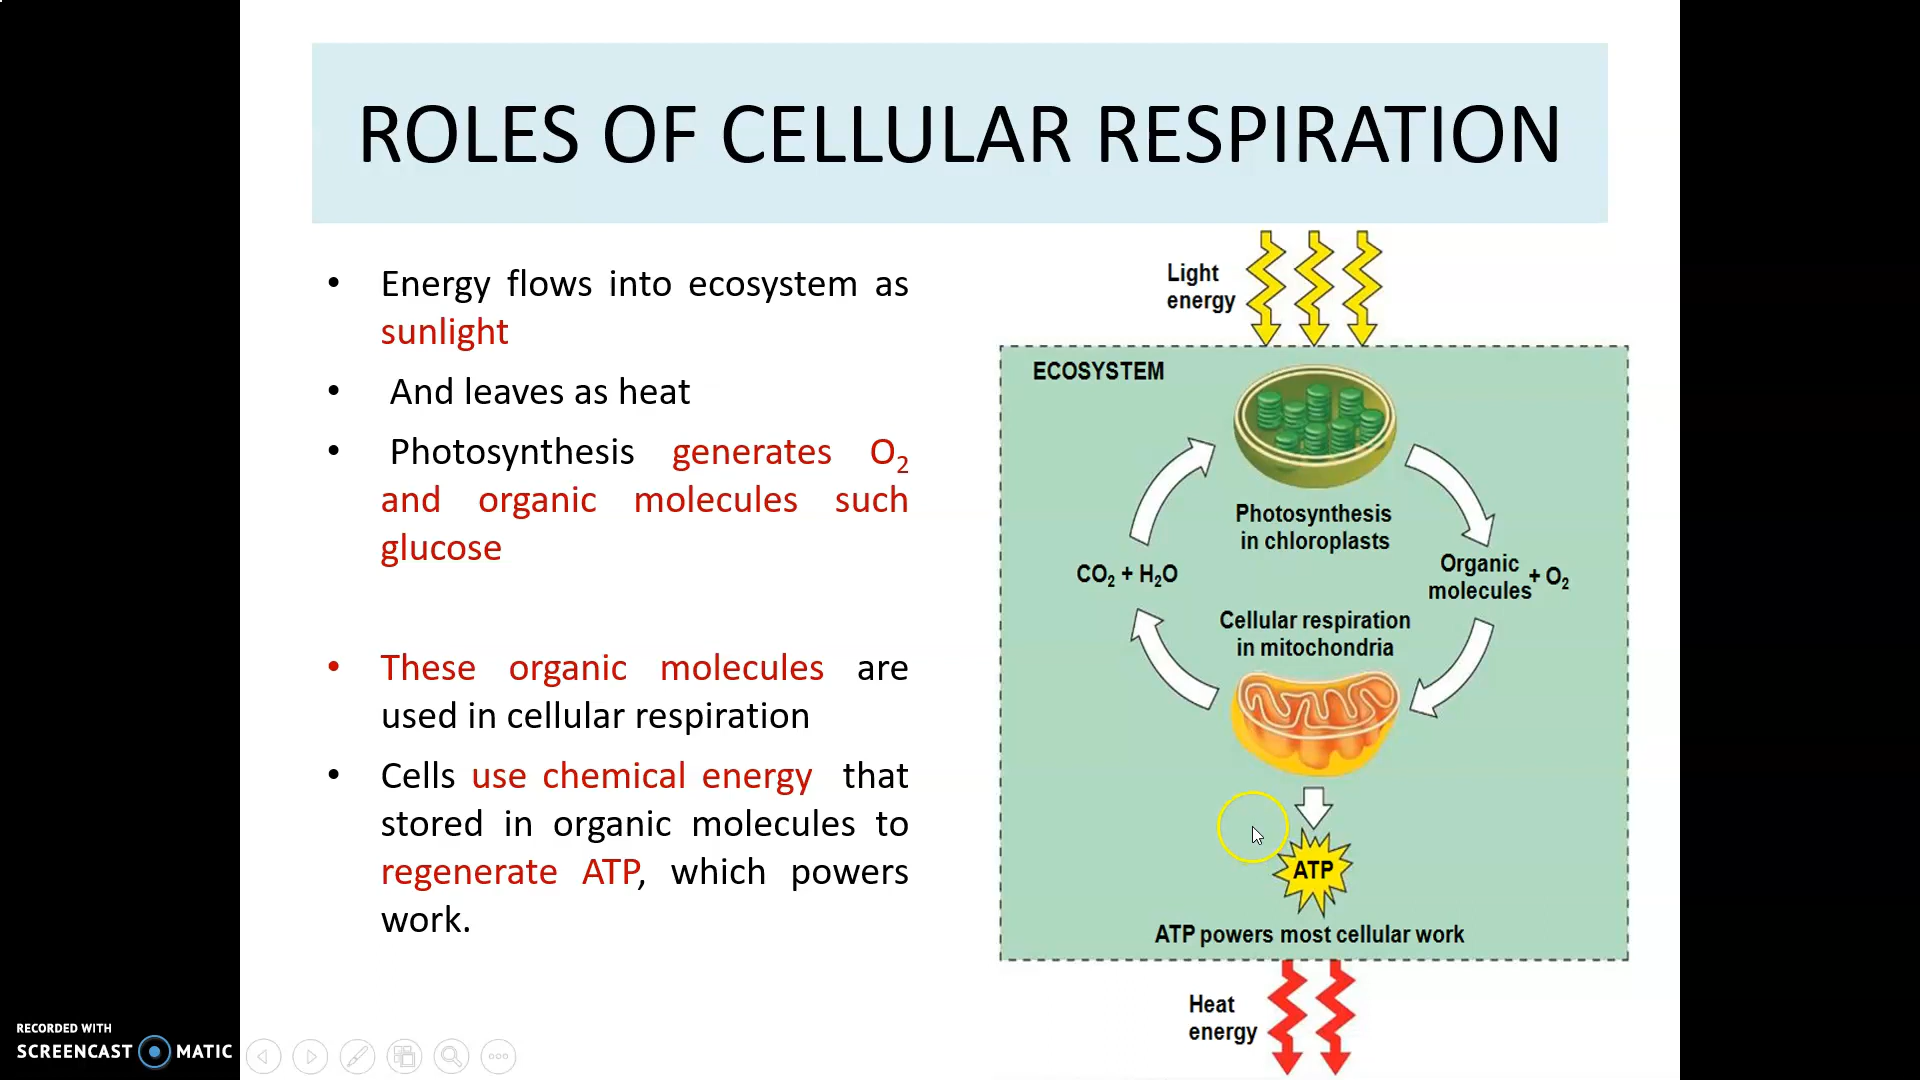 ROLES OF CELLULAR RESPIRATION
• Energy flows into ecosystem as
sunlight
• And leaves as heat
• Photosynthesis generates O₂
and organic molecules such
glucose
• These organic molecules are
used in cellular respiration
• Cells use chemical energy that
stored in organic molecules to
regenerate ATP, which powers
work.
Light
energy
ECOSYSTEM
Photosynthesis
in chloroplasts
CO₂ + H₂O
Organic
molecules + O₂
Cellular respiration
in mitochondria
ATP
ATP powers most cellular work
Heat
energy
RECORDED WITH
SCREENCAST MATIC